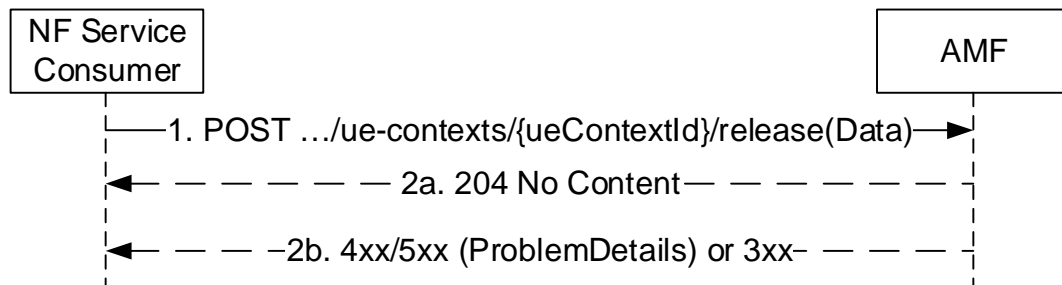 NF Service
Consumer
AMF
1. POST …/ue-contexts/{ueContextId}/release(Data)
2a. 204 No Content
2b. 4xx/5xx (ProblemDetails) or 3xx